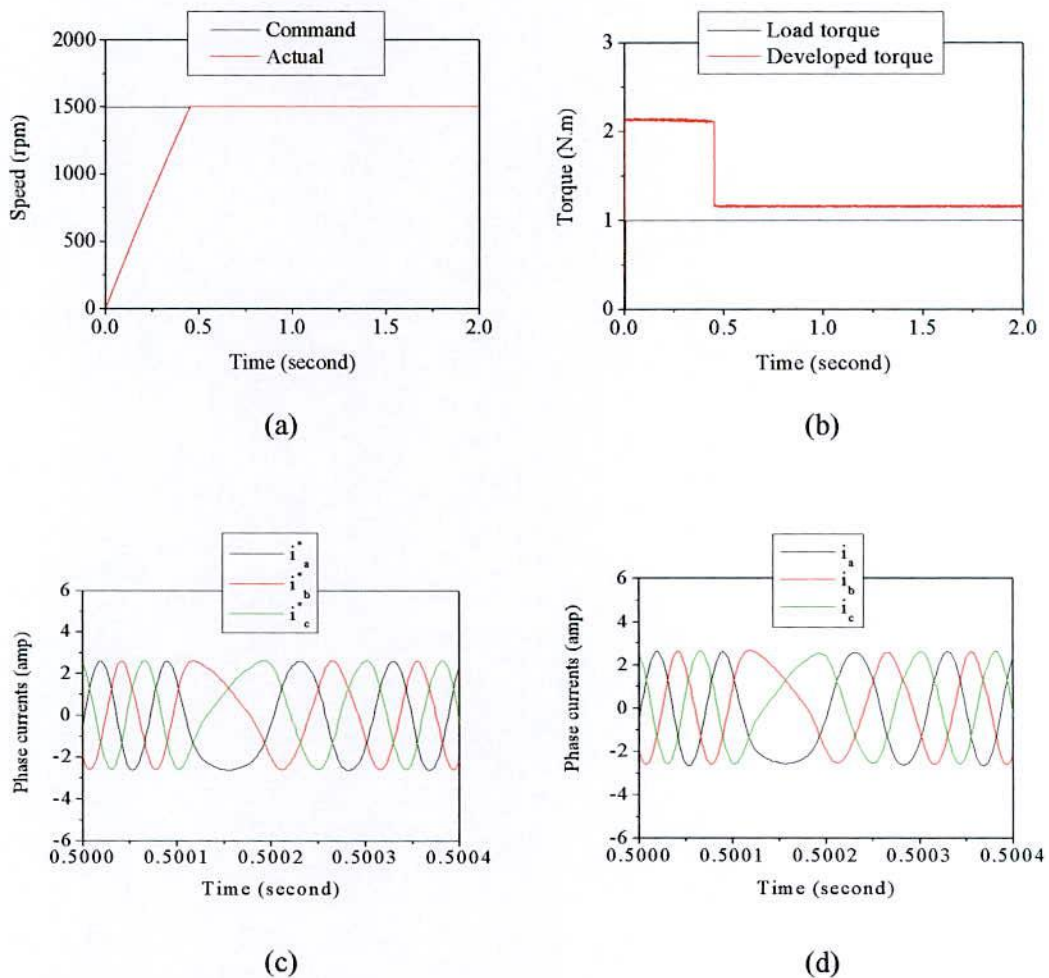 Command
Actual
2000
1500
1000
500
0
Speed (rpm)
0.0 0.5 1.0 1.5 2.0
Time (second)
(a)
Load torque
Developed torque
3
2
1
0
Torque (N.m)
0.0 0.5 1.0 1.5 2.0
Time (second)
(b)
i*a
i*b
i*c
6
4
2
0
-2
-4
-6
Phase currents (amp)
0.5000 0.5001 0.5002 0.5003 0.5004
Time (second)
(c)
ia
ib
ic
6
4
2
0
-2
-4
-6
Phase currents (amp)
0.5000 0.5001 0.5002 0.5003 0.5004
Time (second)
(d)